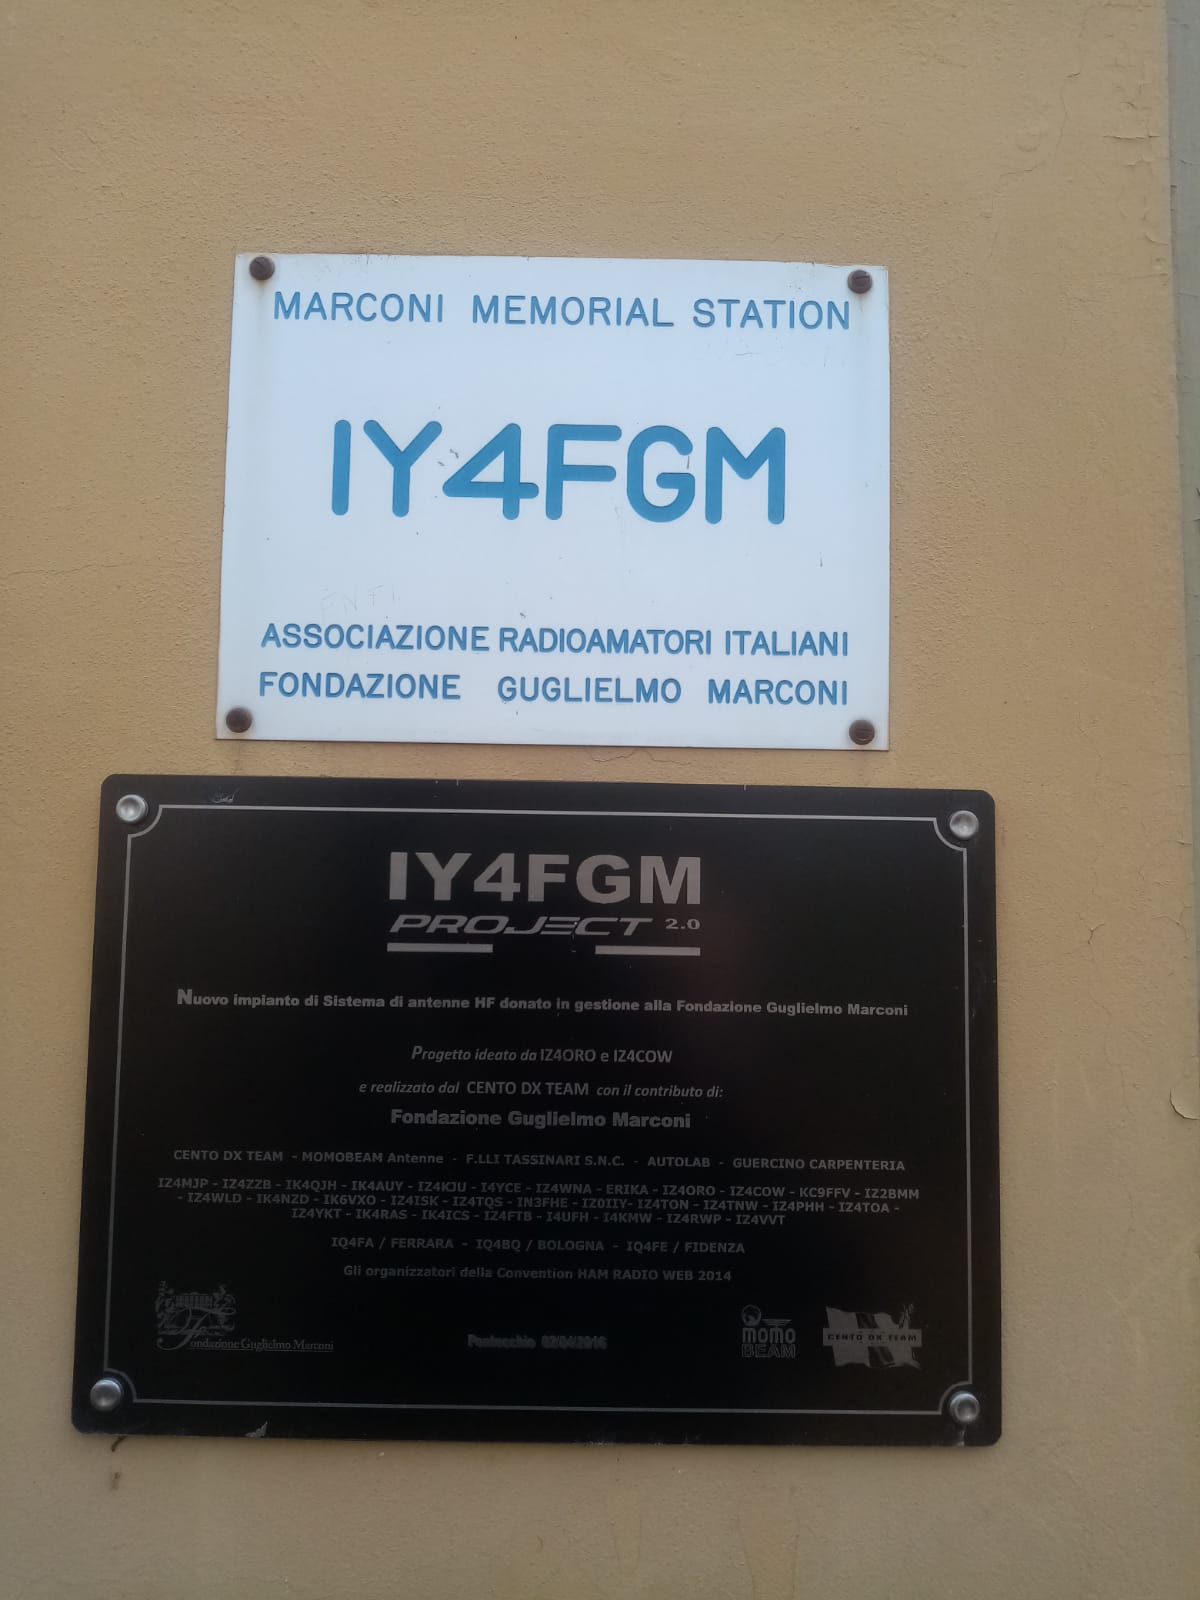 MARCONI MEMORIAL STATION
IY4FGM
ASSOCIAZIONE RADIOAMATORI ITALIANI
FONDAZIONE GUGLIELMO MARCONI
IY4FGM
PROJECT 2.0
Nuovo impianto di Sistema di antenne HF donato in gestione alla Fondazione Guglielmo Marconi
Progetto ideato da IZ4ORO e IZ4COW
e realizzato dal CENTO DX TEAM con il contributo di:
Fondazione Guglielmo Marconi
CENTO DX TEAM - MOMOBEAM Antenne - F.LLI TASSINARI S.N.C. - AUTOLAB - GUERCINO CARPENTERIA
IZ4MJP - IZ4ZZB - IK4QJH - IK4AUY - IZ4KJU - I4YCE - IZ4WNA - ERIKA - IZ4ORO - IZ4COW - KC9FFV - IZ2BMM
- IZ4WLD - IK4NZD - IK6VXO - IZ4ISK - IZ4TQS - IN3FHE - IZ0IIY- IZ4TON - IZ4TNW - IZ4PHH - IZ4TOA -
IZ4YKT - IK4RAS - IK4ICS - IZ4FTB - I4UFH - I4KMW - IZ4RWP - IZ4VVT
IQ4FA / FERRARA - IQ4BQ / BOLOGNA - IQ4FE / FIDENZA
Gli organizzatori della Convention HAM RADIO WEB 2014
Fondazione Guglielmo Marconi
Pontecchio 02/04/2016
momo
BEAM
CENTO DX TEAM